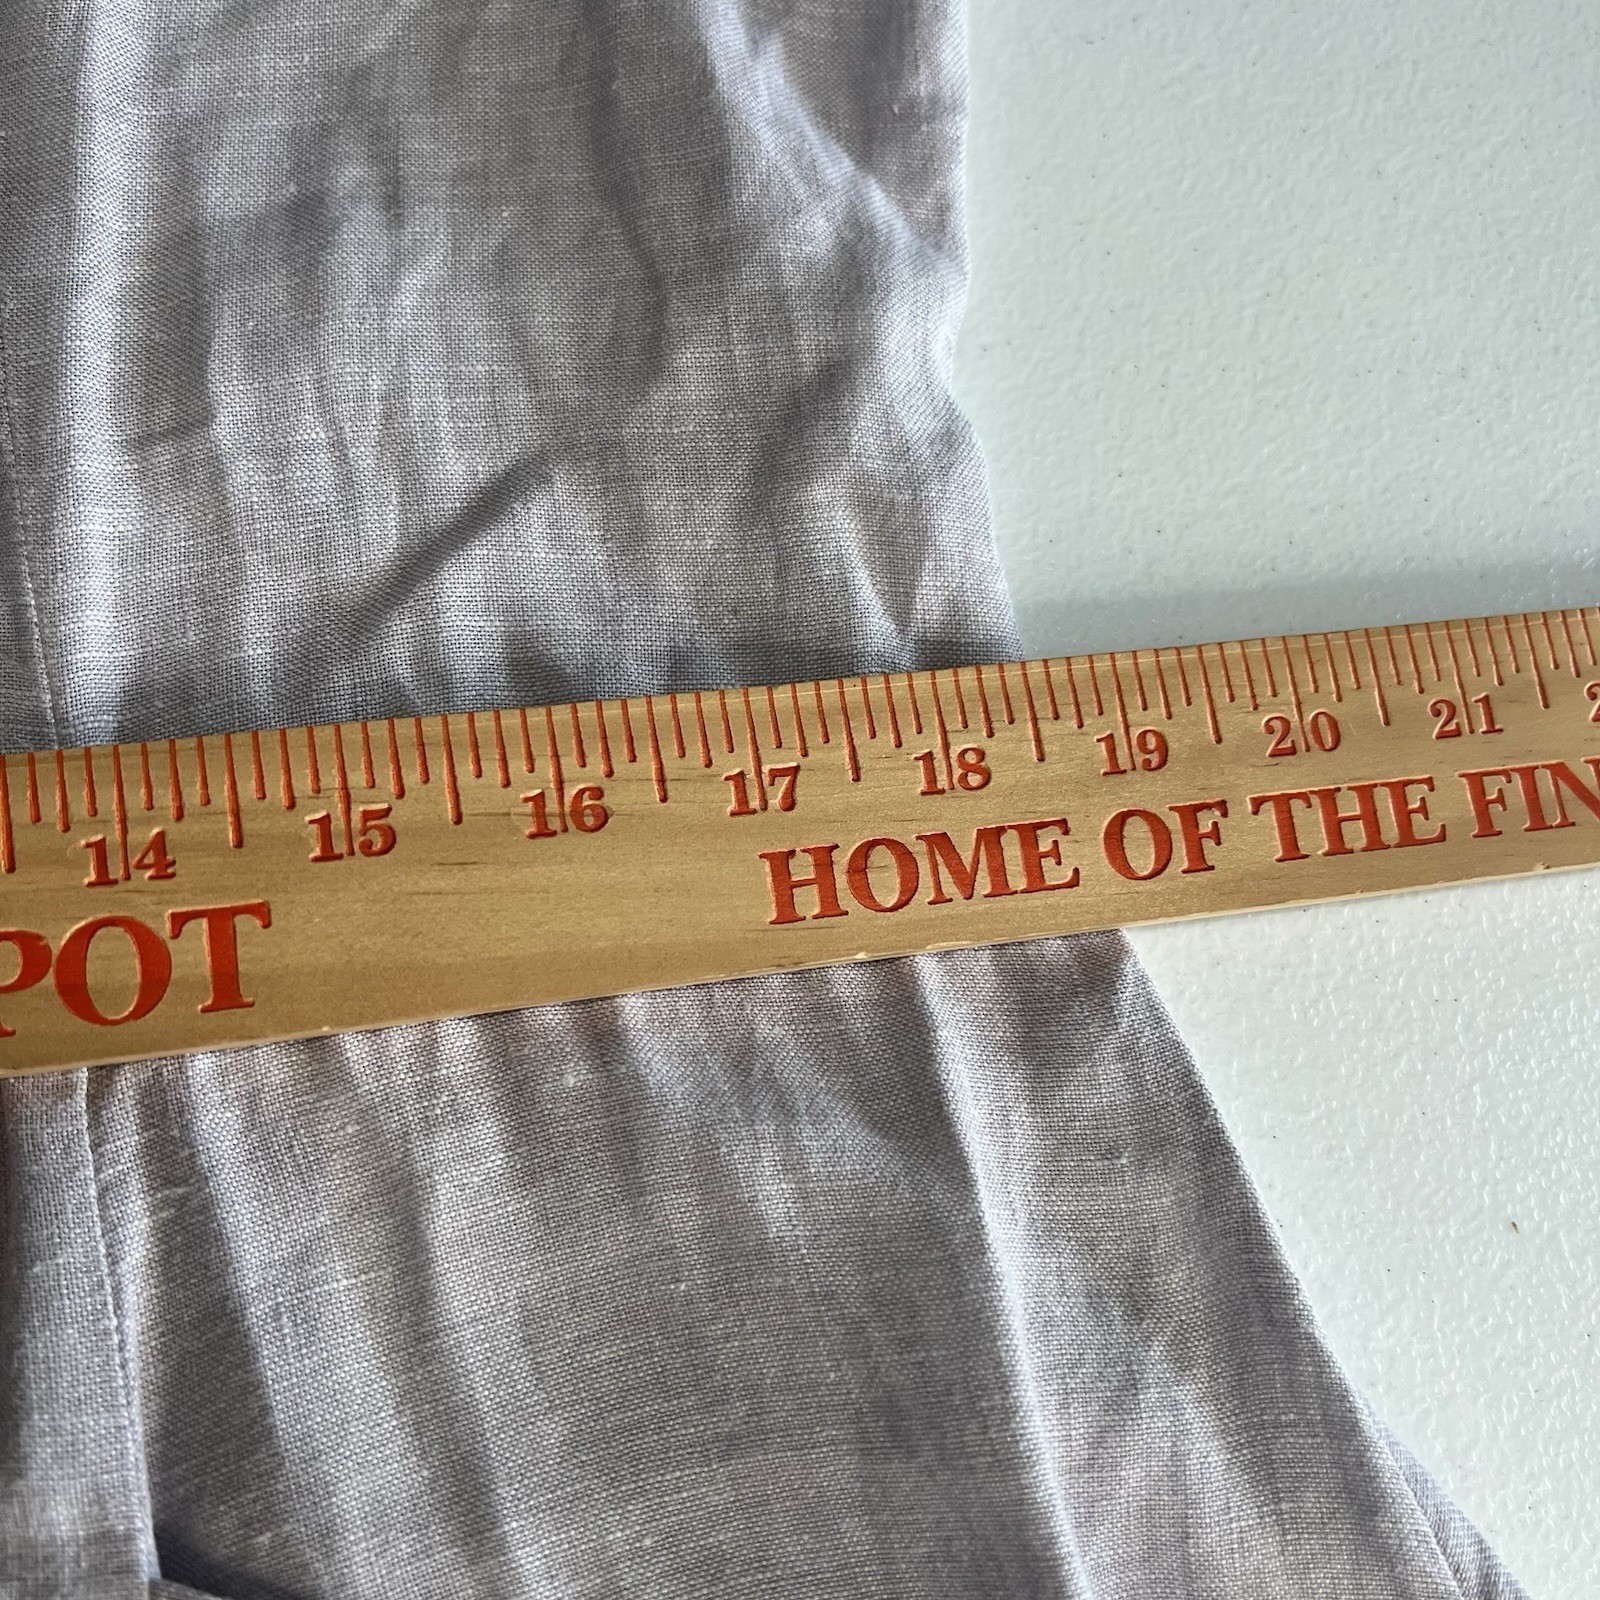 14 15 16 17 18 19 20 21
POT HOME OF THE FIN